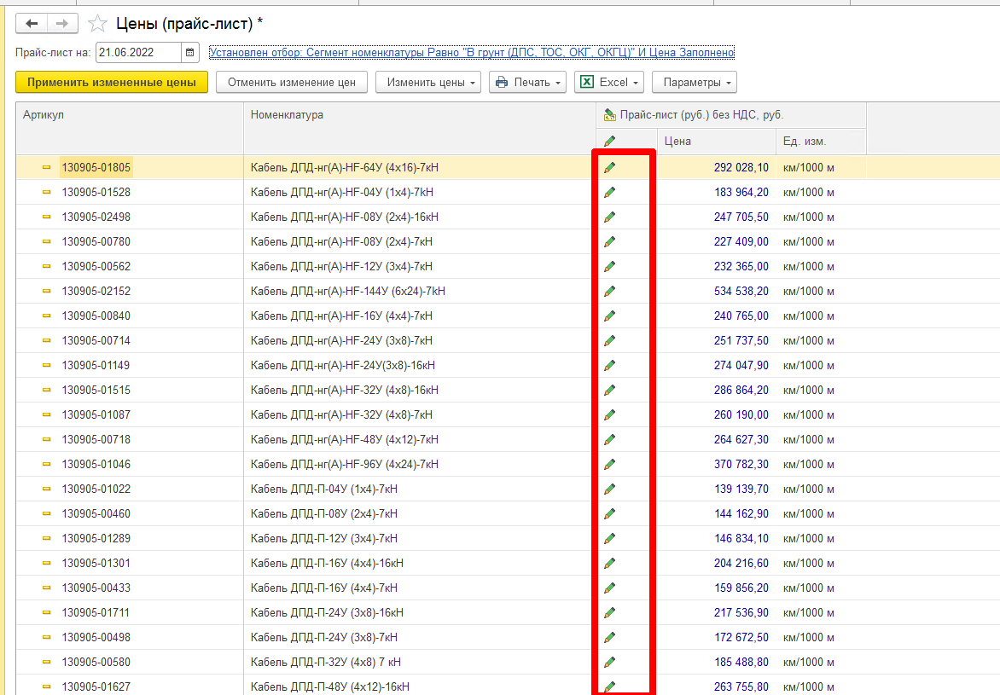 Цены (прайс-лист) *
Прайс-лист на: 21.06.2022 Установлен отбор: Сегмент номенклатуры Равно "В грунт (ДПС, ТОС, ОКГ, ОКГЦ)" И Цена Заполнено
Применить измененные цены Отменить изменение цен Изменить цены Печать Excel Параметры
Артикул Номенклатура Прайс-лист (руб.) без НДС, руб.
Цена Ед. изм.
130905-01805 Кабель ДПД-нг(А)-HF-64У (4х16)-7кН 292 028,10 км/1000 м
130905-01528 Кабель ДПД-нг(А)-HF-04У (1х4)-7kH 183 964,20 км/1000 м
130905-02498 Кабель ДПД-нг(А)-HF-08У (2х4)-16кН 247 705,50 км/1000 м
130905-00780 Кабель ДПД-нг(А)-HF-08У (2х4)-7кН 227 409,00 км/1000 м
130905-00562 Кабель ДПД-нг(А)-HF-12У (3х4)-7кН 232 365,00 км/1000 м
130905-02152 Кабель ДПД-нг(А)-HF-144У (6х24)-7kH 534 538,20 км/1000 м
130905-00840 Кабель ДПД-нг(А)-HF-16У (4х4)-7кН 240 765,00 км/1000 м
130905-00714 Кабель ДПД-нг(А)-HF-24У (3х8)-7кН 251 737,50 км/1000 м
130905-01149 Кабель ДПД-нг(А)-HF-24У(3х8)-16кН 274 047,90 км/1000 м
130905-01515 Кабель ДПД-нг(А)-HF-32У (4х8)-16кН 286 864,20 км/1000 м
130905-01087 Кабель ДПД-нг(А)-HF-32У (4х8)-7кН 260 190,00 км/1000 м
130905-00718 Кабель ДПД-нг(А)-HF-48У (4х12)-7кН 264 627,30 км/1000 м
130905-01046 Кабель ДПД-нг(А)-HF-96У (4х24)-7кН 370 782,30 км/1000 м
130905-01022 Кабель ДПД-П-04У (1х4)-7кН 139 139,70 км/1000 м
130905-00460 Кабель ДПД-П-08У (2х4)-7кН 144 162,90 км/1000 м
130905-01289 Кабель ДПД-П-12У (3х4)-7кН 146 834,10 км/1000 м
130905-01301 Кабель ДПД-П-16У (4х4)-16кН 204 216,60 км/1000 м
130905-00433 Кабель ДПД-П-16У (4х4)-7кН 159 856,20 км/1000 м
130905-01711 Кабель ДПД-П-24У (3х8)-16кН 217 536,90 км/1000 м
130905-00498 Кабель ДПД-П-24У (3х8)-7кН 172 672,50 км/1000 м
130905-00580 Кабель ДПД-П-32У (4х8) 7 кН 185 488,80 км/1000 м
130905-01627 Кабель ДПД-П-48У (4х12)-16кН 263 755,80 км/1000 м